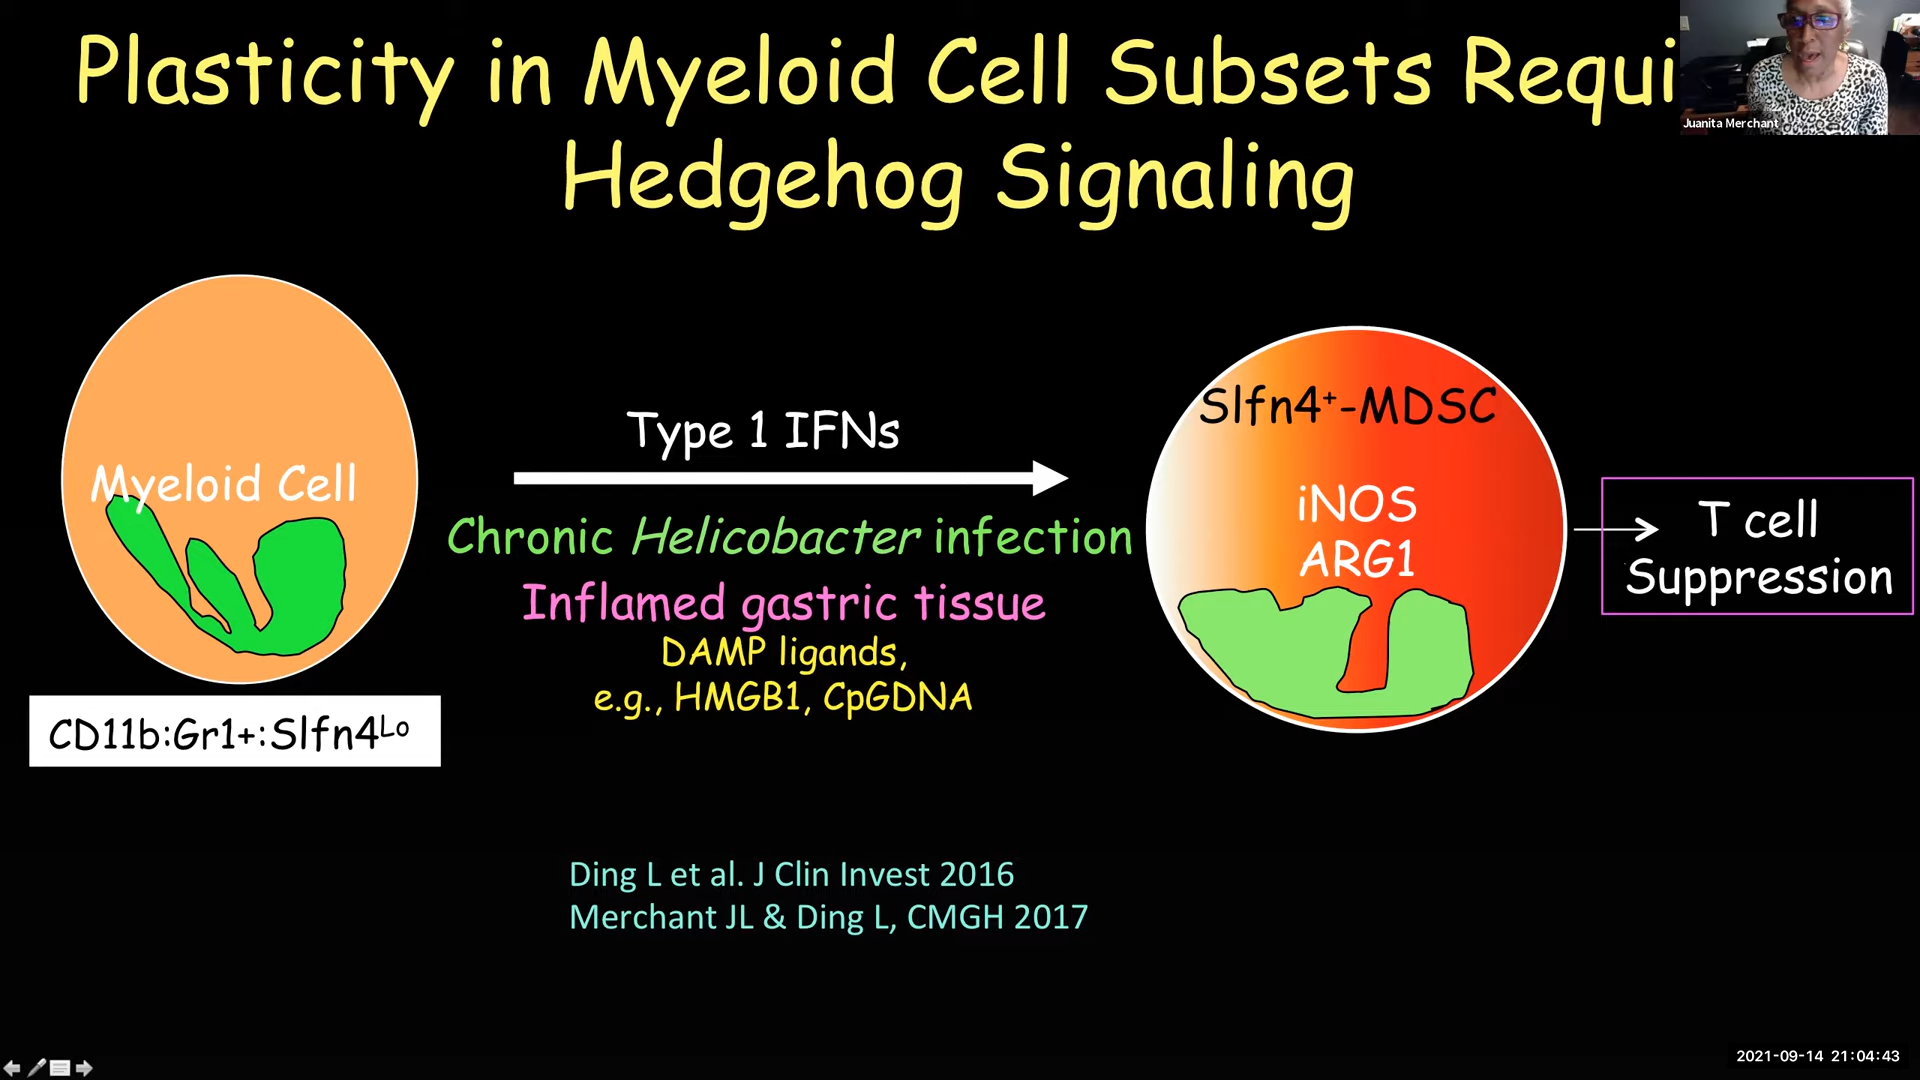 Plasticity in Myeloid Cell Subsets Requi
Hedgehog Signaling
Juanita Merchant
Myeloid Cell
CD11b:Gr1+:Slfn4ᴸᵒ
Type 1 IFNs
Chronic Helicobacter infection
Inflamed gastric tissue
DAMP ligands,
e.g., HMGB1, CpGDNA
Slfn4⁺-MDSC
iNOS
ARG1
T cell
Suppression
Ding L et al. J Clin Invest 2016
Merchant JL & Ding L, CMGH 2017
2021-09-14 21:04:43